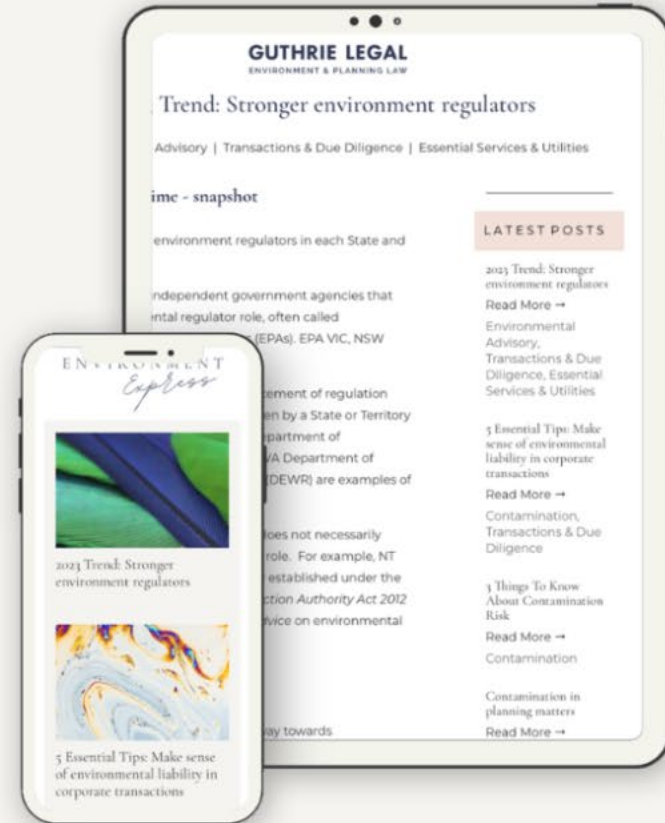 GUTHRIE LEGAL
ENVIRONMENT & PLANNING LAW
Trend: Stronger environment regulators
Advisory | Transactions & Due Diligence | Essential Services & Utilities
ime - snapshot
environment regulators in each State and
ndependent government agencies that
ntal regulator role, often called
(EPAs). EPA VIC, NSW
cement of regulation
en by a State or Territory
partment of
VA Department of
(DEWR) are examples of
does not necessarily
role. For example, NT
established under the
ction Authority Act 2012
dvice on environmental
ay towards
LATEST POSTS
2023 Trend: Stronger
environment regulators
Read More →
Environmental
Advisory,
Transactions & Due
Diligence, Essential
Services & Utilities
5 Essential Tips: Make
sense of environmental
liability in corporate
transactions
Read More →
Contamination,
Transactions & Due
Diligence
3 Things To Know
About Contamination
Risk
Read More →
Contamination
Contamination in
planning matters
Read More →
ENVIRONMENT
Express
2023 Trend: Stronger
environment regulators
5 Essential Tips: Make sense
of environmental liability in
corporate transactions